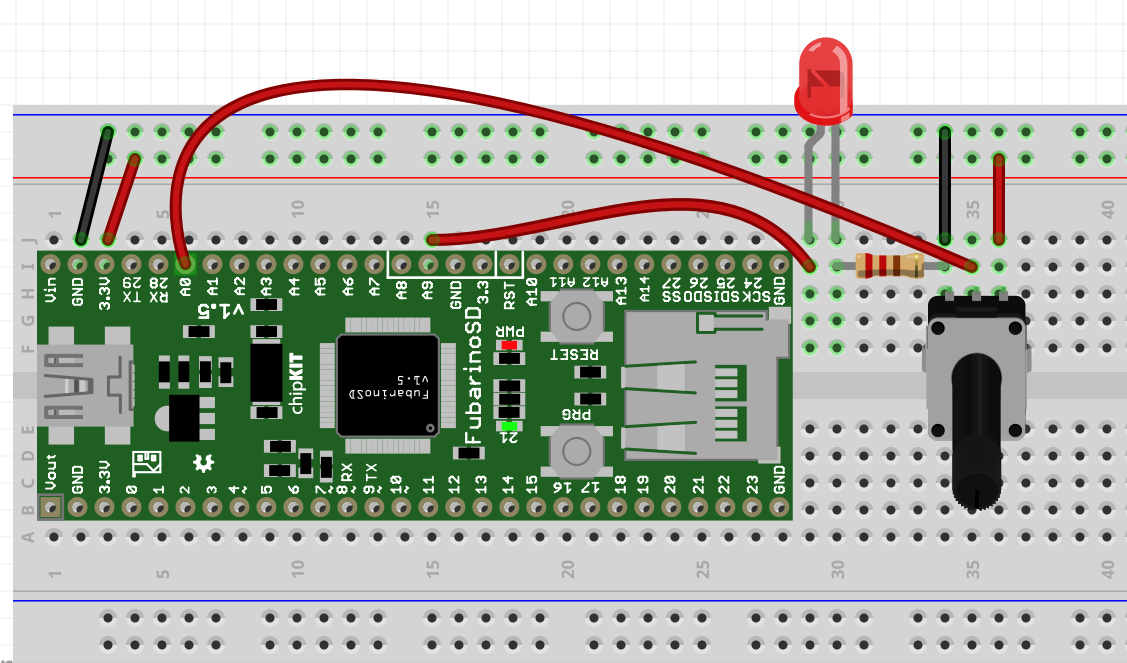 1 5 10 15 20 35 40
J
I
Vin GND 3.3V TX 29 RX 28 A0 A1 A2 A3 A4 A5 A6 A7 A8 A9 GND 3.3 RST A10 A11 A12 A13 A14 SS 27 SDO 26 SDI 25 SCK 24 GND
H
G
v1.5
PWR
RESET
F
chipKIT
FubarinoSD
v1.5
FubarinoSD
PRG
21
E
D
C
Vout GND 3.3V 0 1 2 3~ 4~ 5~ 6~ 7~ 8 RX 9 TX 10~ 11 12 13 14 15 16 17 18 19 20 21 22 23 GND
B
A
1 5 10 15 20 25 30 35 40